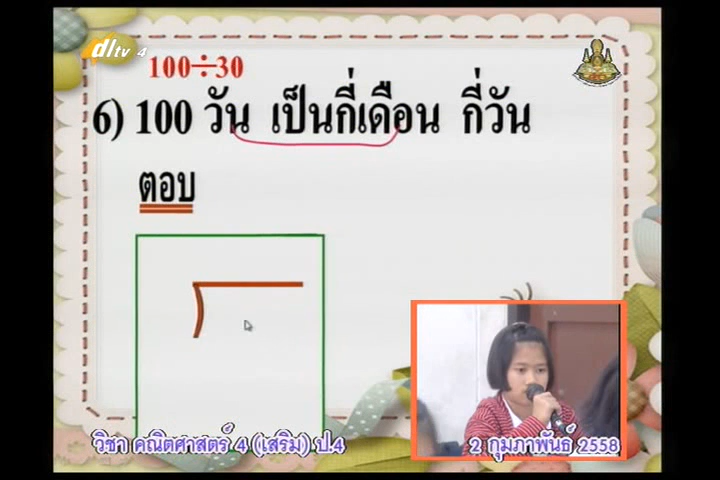 dltv 4
100÷30
6) 100 วัน เป็นกี่เดือน กี่วัน
ตอบ
วิชา คณิตศาสตร์ 4 (เสริม) ป.4
2 กุมภาพันธ์ 2558